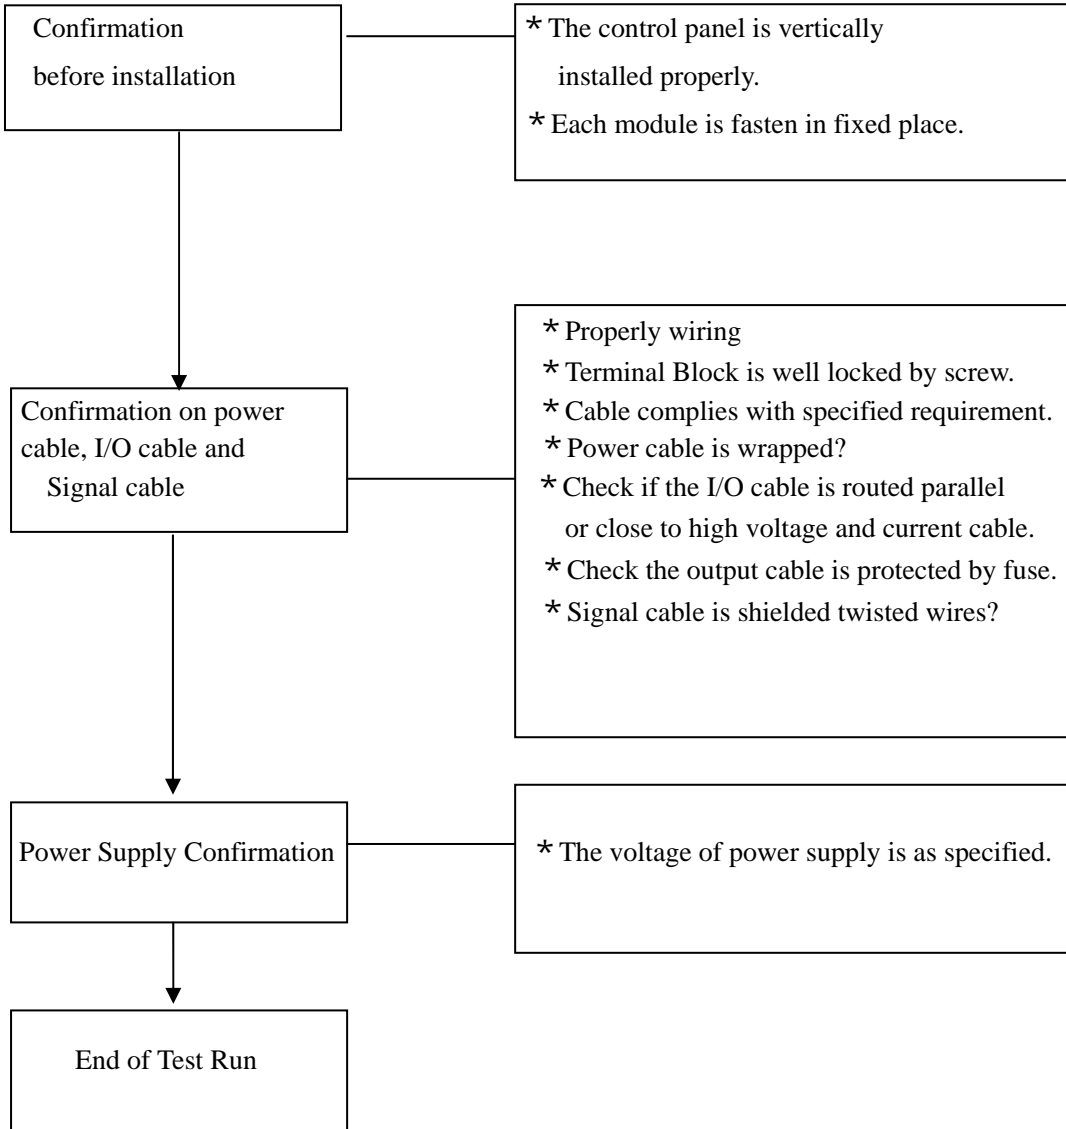 Confirmation
before installation
* The control panel is vertically
installed properly.
* Each module is fasten in fixed place.
Confirmation on power
cable, I/O cable and
Signal cable
* Properly wiring
* Terminal Block is well locked by screw.
* Cable complies with specified requirement.
* Power cable is wrapped?
* Check if the I/O cable is routed parallel
or close to high voltage and current cable.
* Check the output cable is protected by fuse.
* Signal cable is shielded twisted wires?
Power Supply Confirmation
* The voltage of power supply is as specified.
End of Test Run